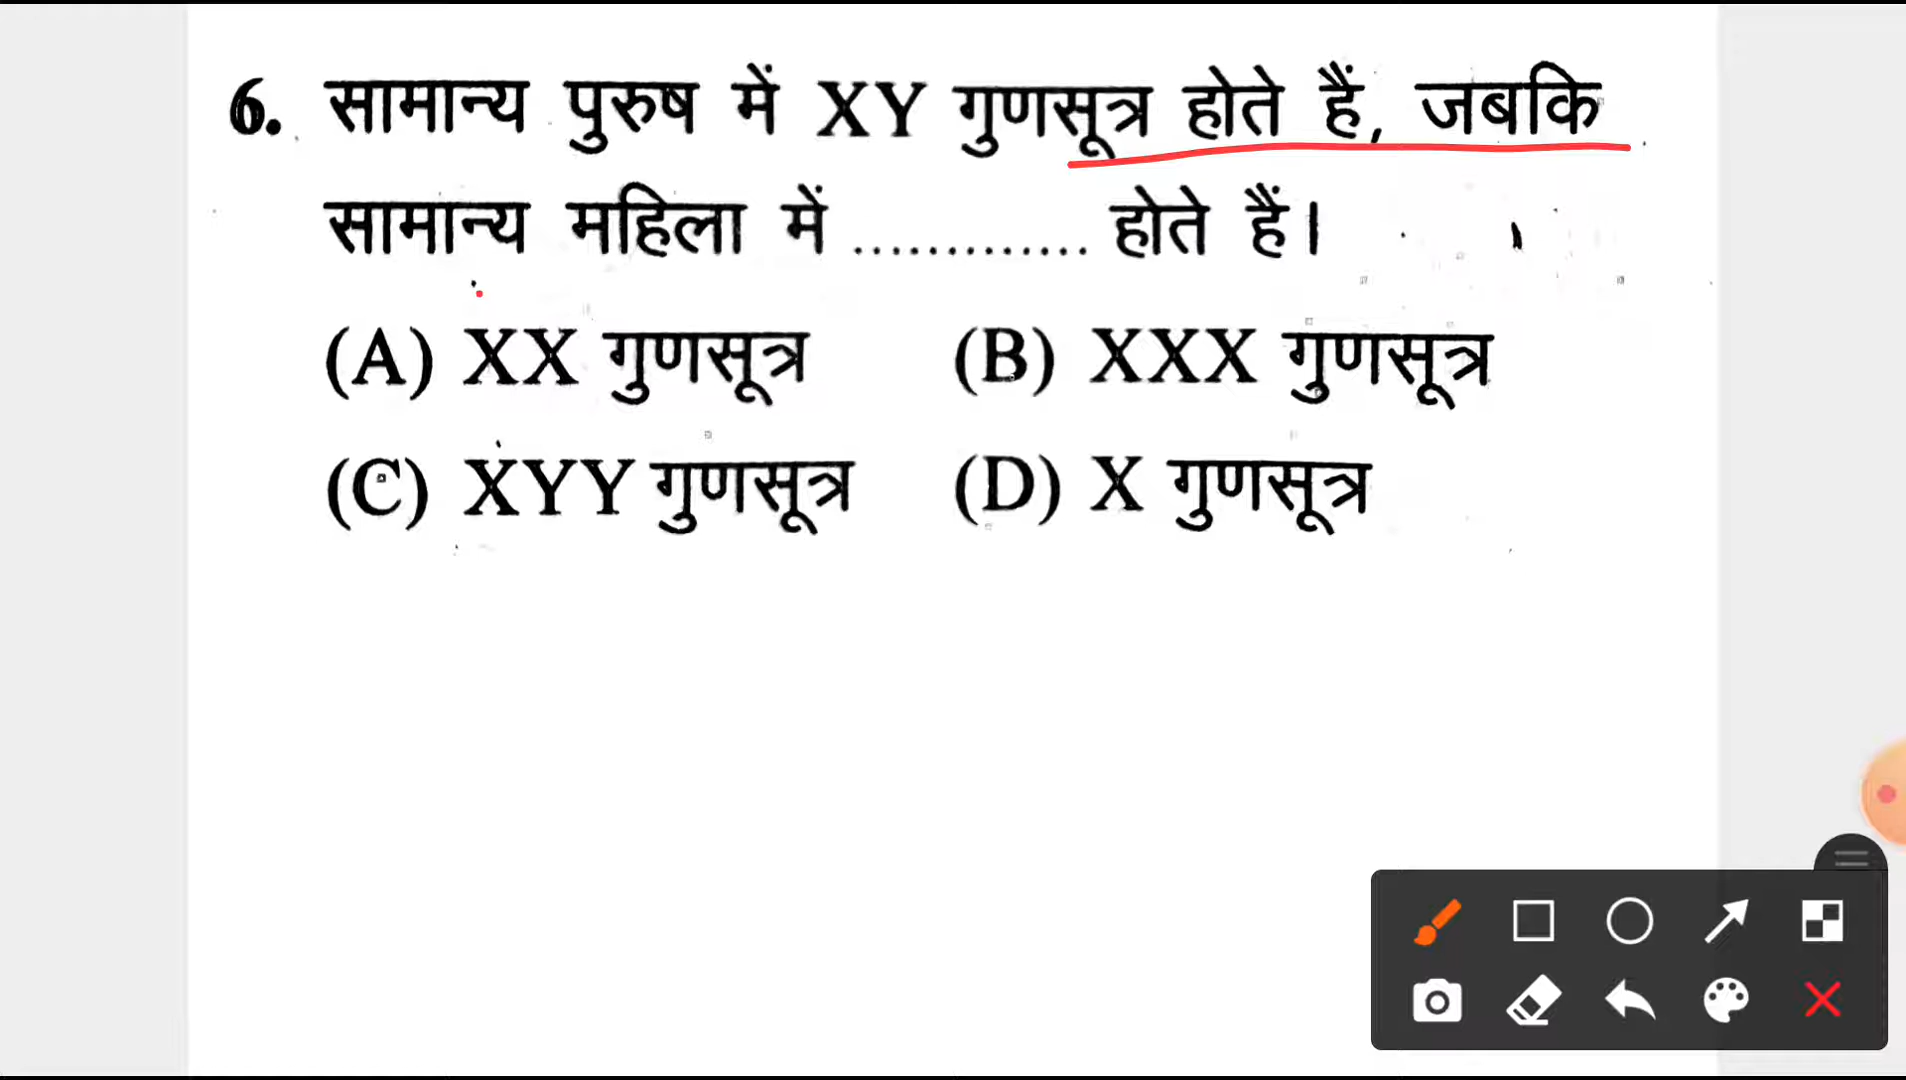 6. सामान्य पुरुष में XY गुणसूत्र होते हैं, जबकि
सामान्य महिला में ............. होते हैं।
(A) XX गुणसूत्र (B) XXX गुणसूत्र
(C) XYY गुणसूत्र (D) X गुणसूत्र